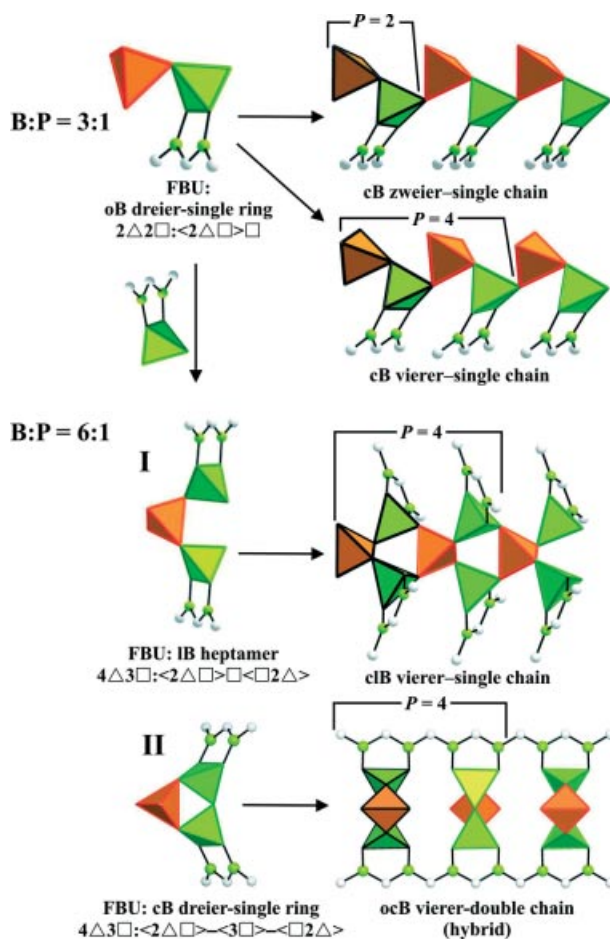 P = 2
B:P = 3:1
FBU:
oB dreier-single ring
2△2□:<2△□>□
cB zweier–single chain
P = 4
cB vierer–single chain
B:P = 6:1
I
P = 4
FBU: lB heptamer
4△3□:<2△□>□<□2△>
clB vierer–single chain
II
P = 4
FBU: cB dreier-single ring
4△3□:<2△□>–<3□>–<□2△>
ocB vierer-double chain
(hybrid)